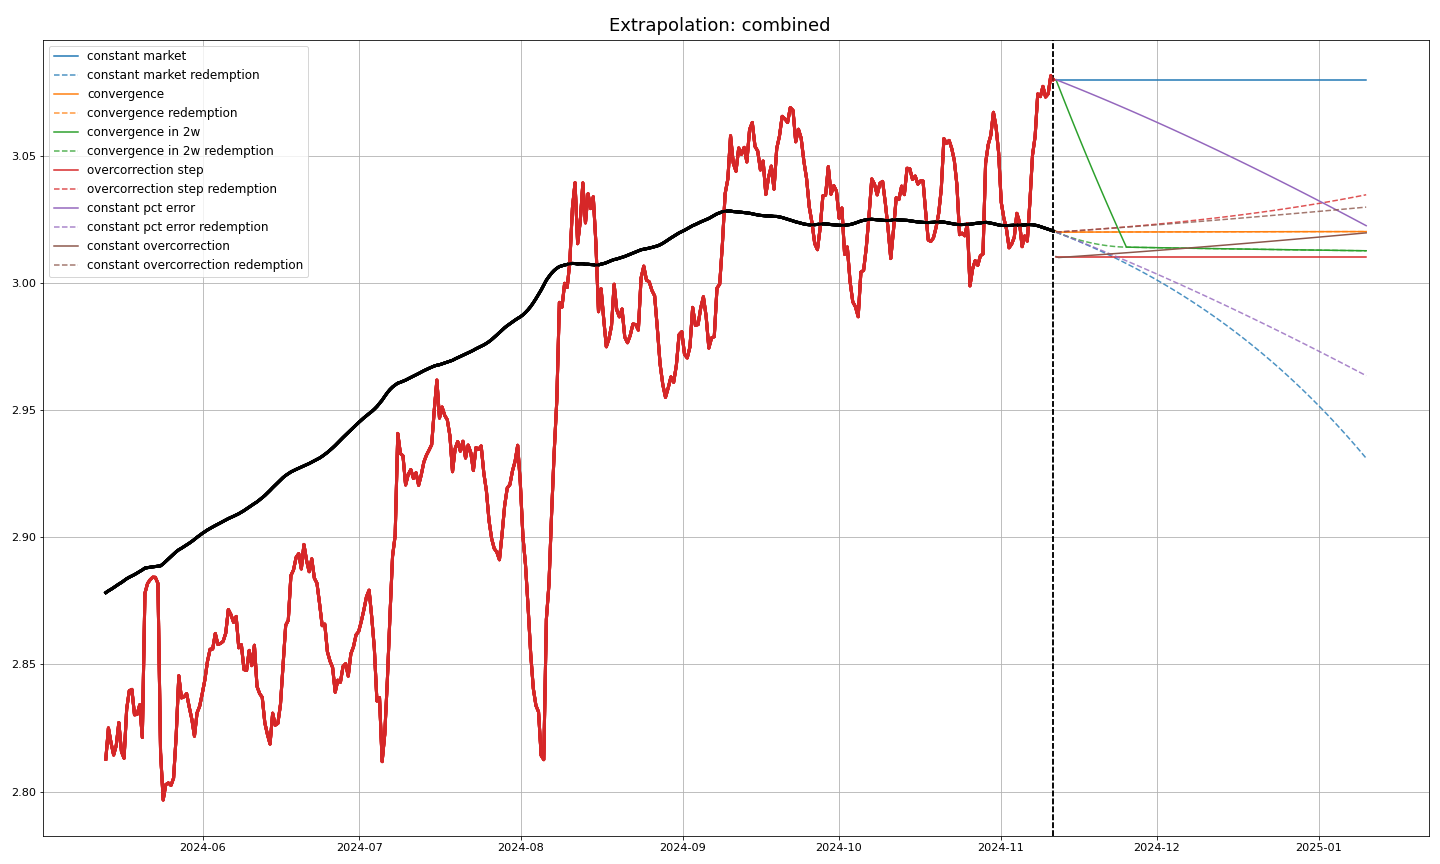 Extrapolation: combined
constant market
constant market redemption
convergence
convergence redemption
convergence in 2w
convergence in 2w redemption
overcorrection step
overcorrection step redemption
constant pct error
constant pct error redemption
constant overcorrection
constant overcorrection redemption
3.05
3.00
2.95
2.90
2.85
2.80
2024-06 2024-07 2024-08 2024-09 2024-10 2024-11 2024-12 2025-01